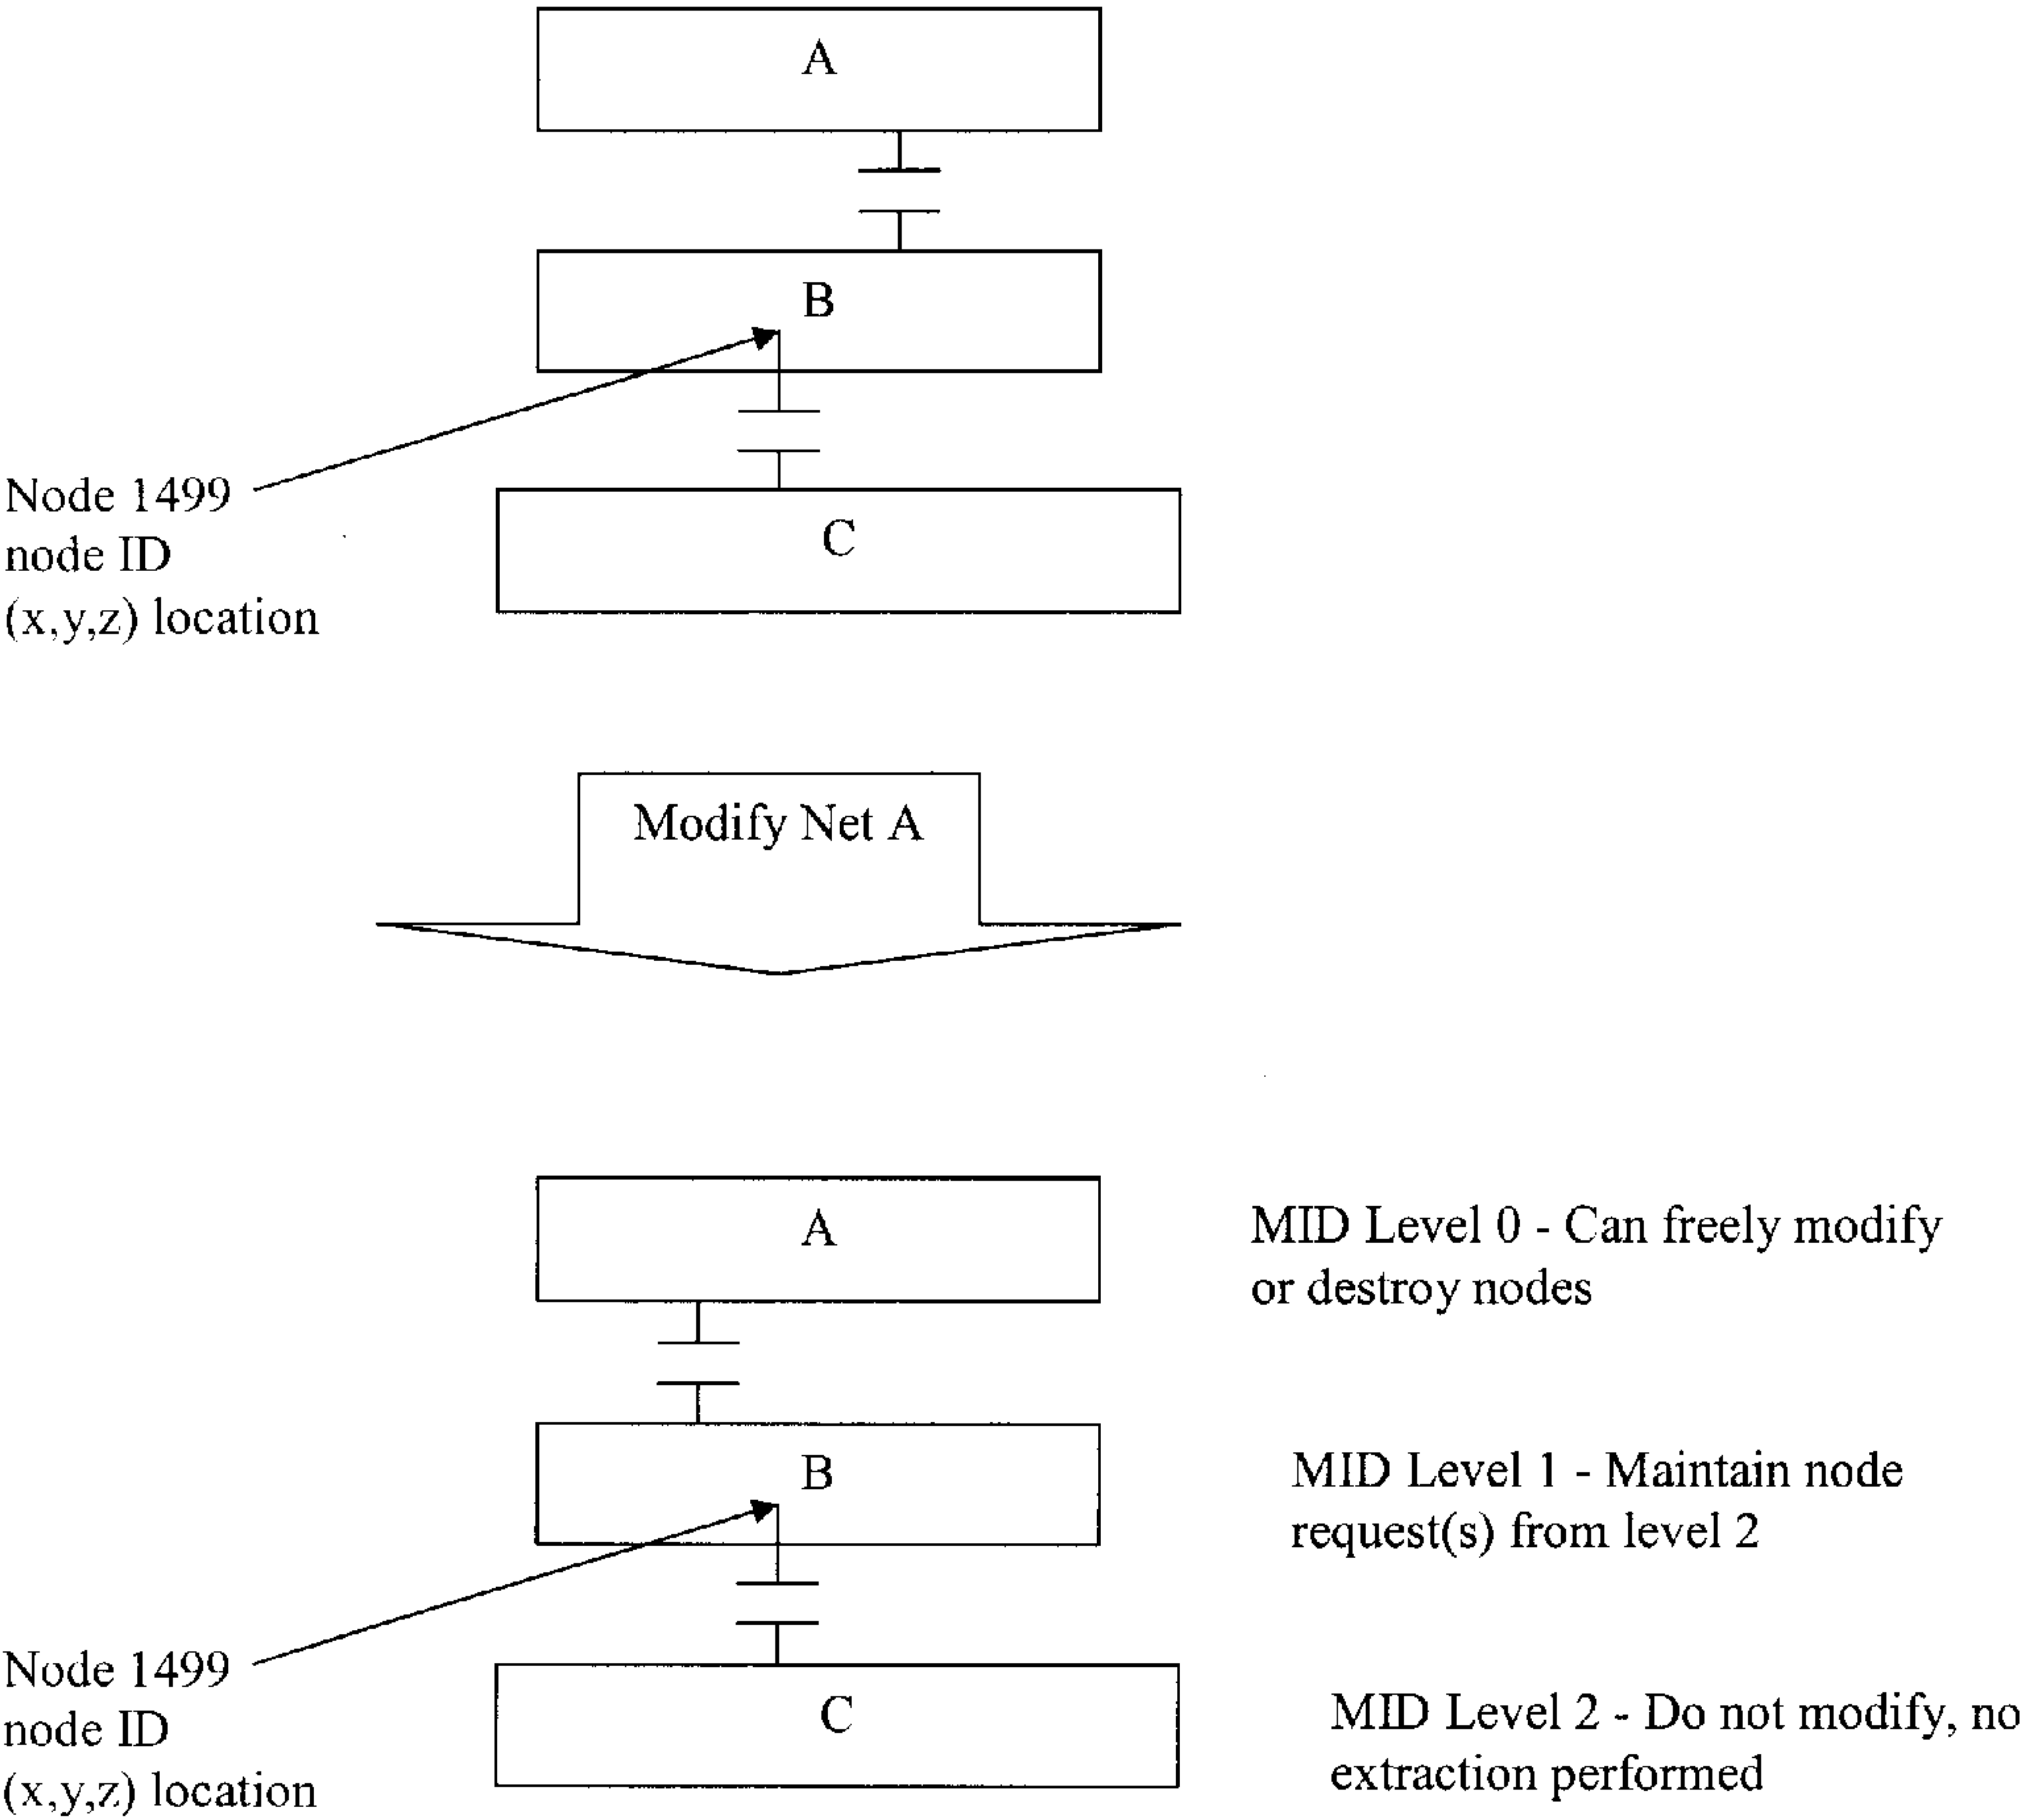 A
B
Node 1499
node ID
(x,y,z) location
C
Modify Net A
A
MID Level 0 - Can freely modify
or destroy nodes
B
MID Level 1 - Maintain node
request(s) from level 2
Node 1499
node ID
(x,y,z) location
C
MID Level 2 - Do not modify, no
extraction performed